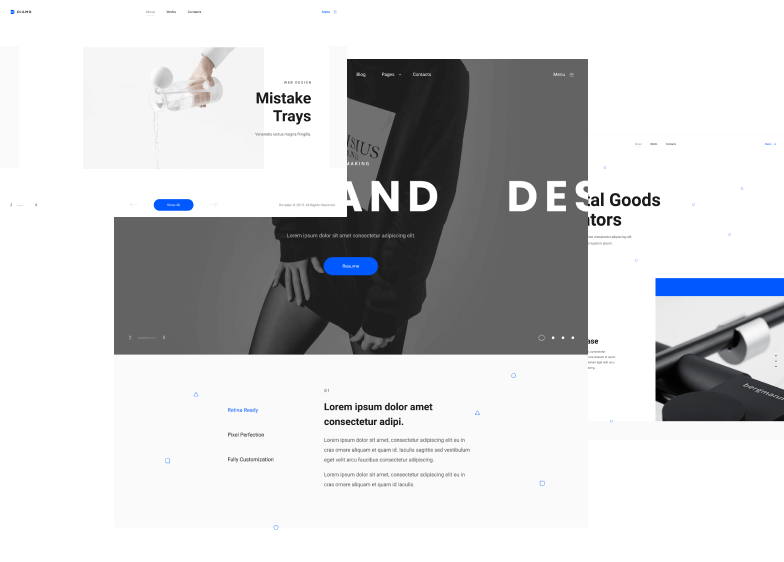 DIAMO
About Works Contacts
Menu
WEB DESIGN
Mistake
Trays
Venenatis lectus magna fringilla.
Show All
Blog Pages Contacts
Menu
MAKING
AND DES
Lorem ipsum dolor sit amet consectetur adipiscing elit.
Resume
About Works Contacts
Menu
tal Goods
ators
ase
bergmann
01
Lorem ipsum dolor amet
consectetur adipi.
Retina Ready
Pixel Perfection
Fully Customization
Lorem ipsum dolor sit amet, consectetur adipiscing elit eu in
cras ornare aliquam et quam id, iaculis sagittis sed vestibulum
eget velit arcu faucibus consectetur adipiscing.
Lorem ipsum dolor sit amet, consectetur adipiscing elit eu in
cras ornare aliquam et quam id iaculis.